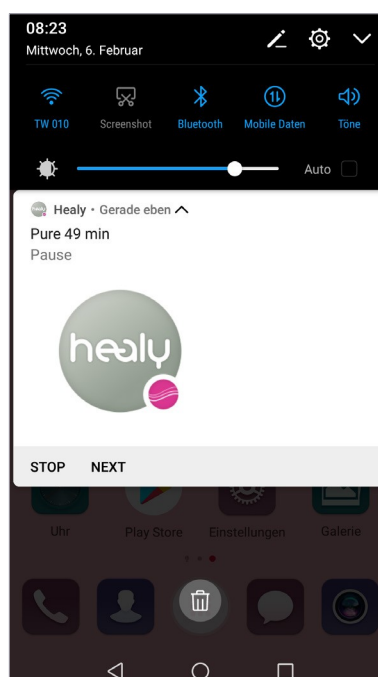 08:23
Mittwoch, 6. Februar
TW 010 Screenshot Bluetooth Mobile Daten Töne
Auto
Healy • Gerade eben
Pure 49 min
Pause
healy
STOP NEXT
Uhr Play Store Einstellungen Galerie